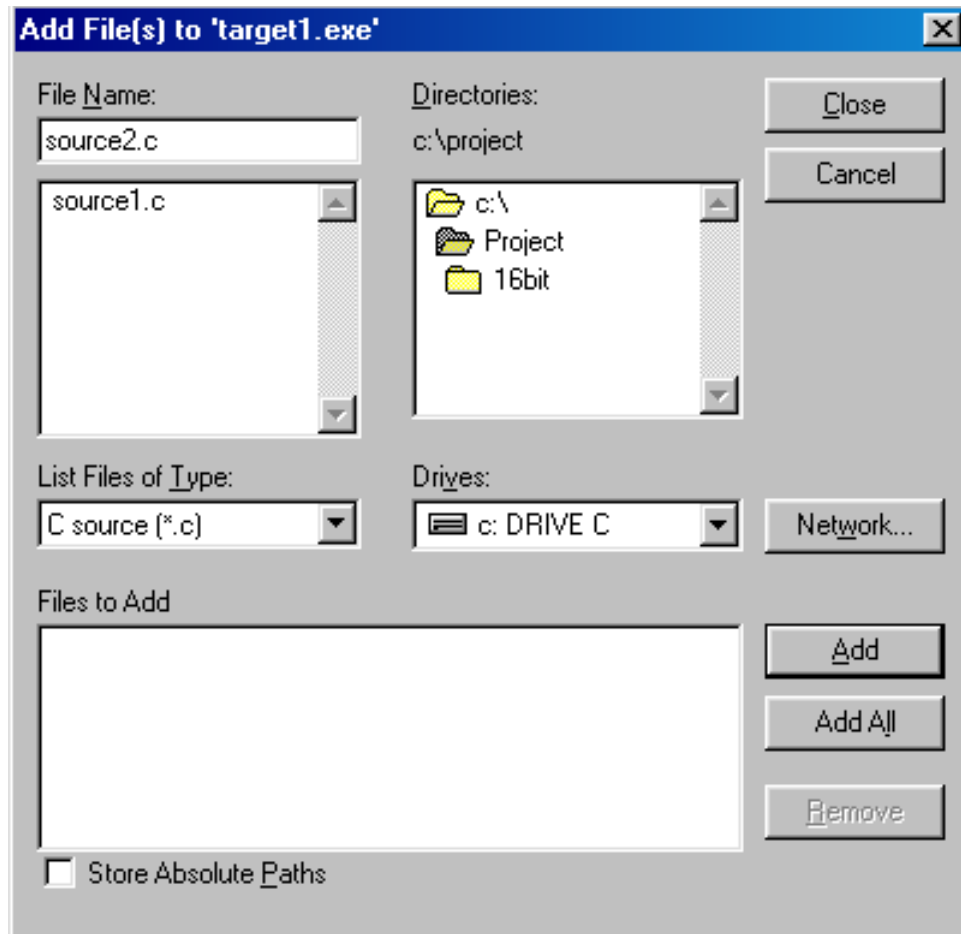 Add File(s) to 'target1.exe'
File Name:
source2.c
source1.c
Directories:
c:\project
c:\
Project
16bit
Close
Cancel
List Files of Type:
C source (*.c)
Drives:
c: DRIVE C
Network...
Files to Add
Add
Add All
Remove
Store Absolute Paths